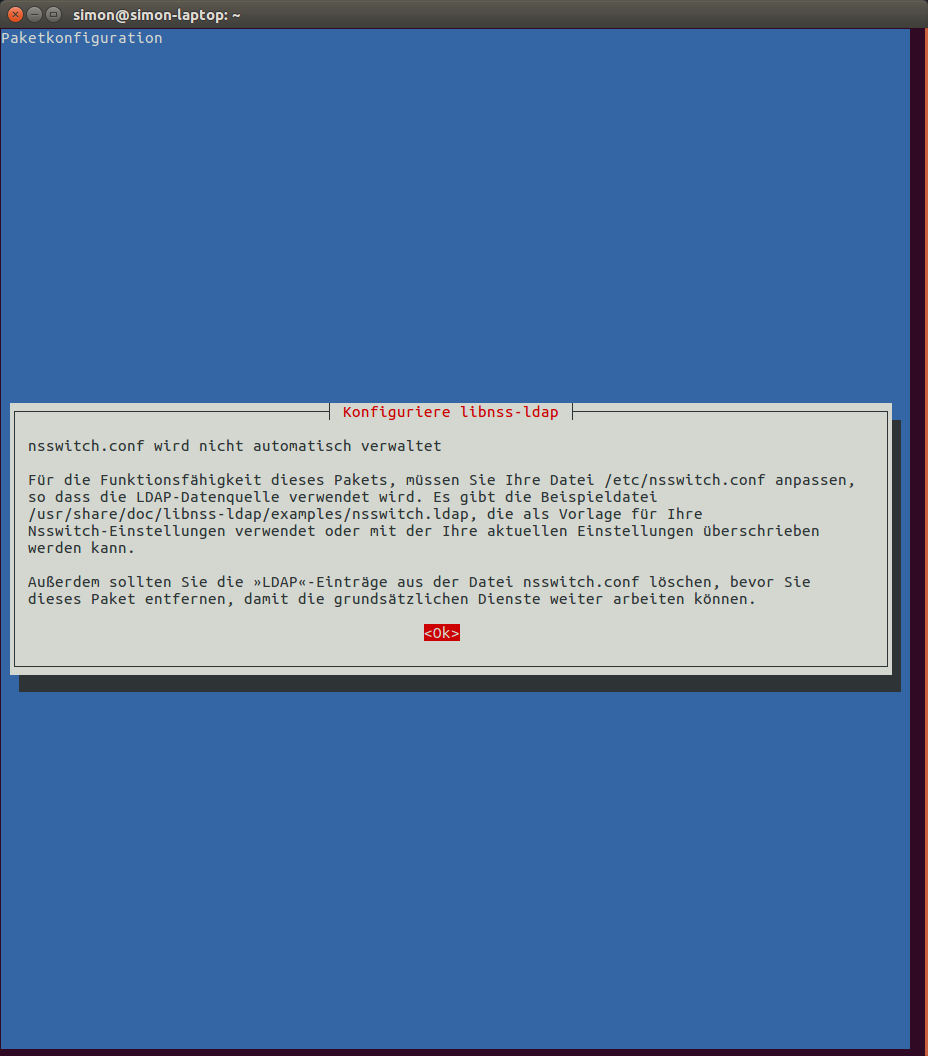 simon@simon-laptop: ~
Paketkonfiguration
Konfiguriere libnss-ldap
nsswitch.conf wird nicht automatisch verwaltet
Für die Funktionsfähigkeit dieses Pakets, müssen Sie Ihre Datei /etc/nsswitch.conf anpassen,
so dass die LDAP-Datenquelle verwendet wird. Es gibt die Beispieldatei
/usr/share/doc/libnss-ldap/examples/nsswitch.ldap, die als Vorlage für Ihre
Nsswitch-Einstellungen verwendet oder mit der Ihre aktuellen Einstellungen überschrieben
werden kann.
Außerdem sollten Sie die »LDAP«-Einträge aus der Datei nsswitch.conf löschen, bevor Sie
dieses Paket entfernen, damit die grundsätzlichen Dienste weiter arbeiten können.
<Ok>